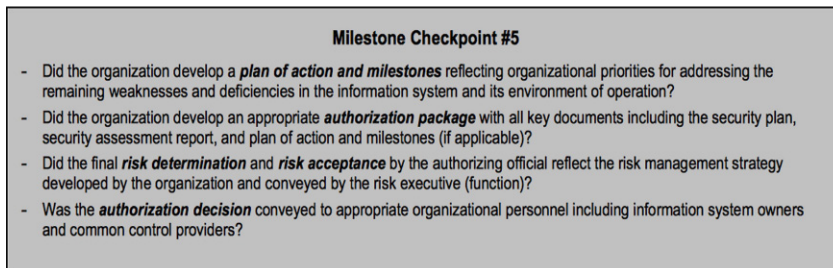 Milestone Checkpoint #5
- Did the organization develop a plan of action and milestones reflecting organizational priorities for addressing the
remaining weaknesses and deficiencies in the information system and its environment of operation?
- Did the organization develop an appropriate authorization package with all key documents including the security plan,
security assessment report, and plan of action and milestones (if applicable)?
- Did the final risk determination and risk acceptance by the authorizing official reflect the risk management strategy
developed by the organization and conveyed by the risk executive (function)?
- Was the authorization decision conveyed to appropriate organizational personnel including information system owners
and common control providers?